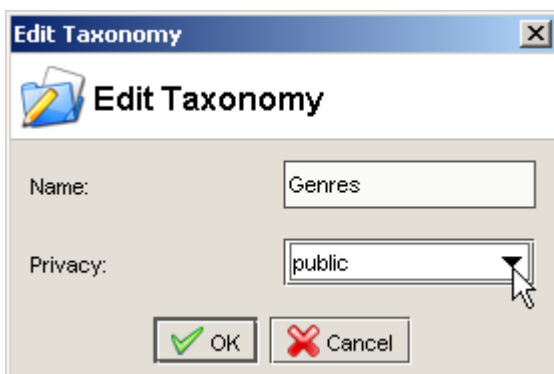 Edit Taxonomy
Edit Taxonomy
Name: Genres
Privacy: public
OK Cancel